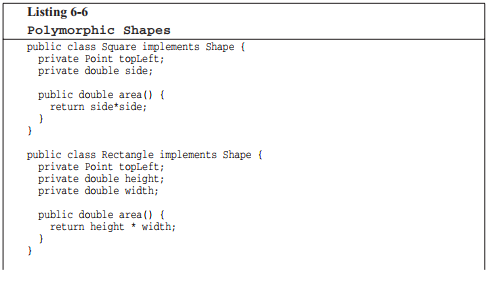 Listing 6-6
Polymorphic Shapes
public class Square implements Shape {
  private Point topLeft;
  private double side;

  public double area() {
    return side*side;
  }
}

public class Rectangle implements Shape {
  private Point topLeft;
  private double height;
  private double width;

  public double area() {
    return height * width;
  }
}